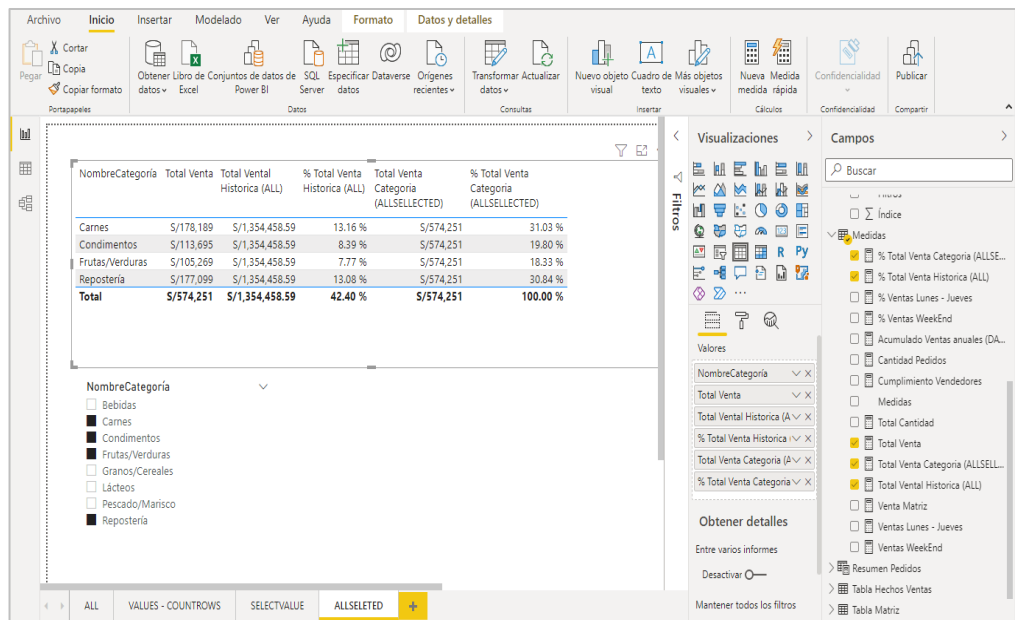 Archivo Inicio Insertar Modelado Ver Ayuda Formato Datos y detalles
Pegar
Cortar
Copia
Copiar formato
Portapapeles
Obtener datos
Libro de Excel
Conjuntos de datos de Power BI
SQL Server
Especificar datos
Dataverse
Orígenes recientes
Datos
Transformar datos
Actualizar
Consultas
Nuevo objeto visual
Cuadro de texto
Más objetos visuales
Insertar
Nueva medida
Medida rápida
Cálculos
Confidencialidad
Confidencialidad
Publicar
Compartir
NombreCategoría Total Venta Total Vental Historica (ALL) % Total Venta Historica (ALL) Total Venta Categoria (ALLSELLECTED) % Total Venta Categoria (ALLSELLECTED)
Carnes S/178,189 S/1,354,458.59 13.16 % S/574,251 31.03 %
Condimentos S/113,695 S/1,354,458.59 8.39 % S/574,251 19.80 %
Frutas/Verduras S/105,269 S/1,354,458.59 7.77 % S/574,251 18.33 %
Repostería S/177,099 S/1,354,458.59 13.08 % S/574,251 30.84 %
Total S/574,251 S/1,354,458.59 42.40 % S/574,251 100.00 %
NombreCategoría
Bebidas
Carnes
Condimentos
Frutas/Verduras
Granos/Cereales
Lácteos
Pescado/Marisco
Repostería
ALL VALUES - COUNTROWS SELECTVALUE ALLSELETED +
Filtros
Visualizaciones
R Py
Valores
NombreCategoría
Total Venta
Total Vental Historica (A
% Total Venta Historica (
Total Venta Categoria (A
% Total Venta Categoria
Obtener detalles
Entre varios informes
Desactivar
Mantener todos los filtros
Campos
Buscar
Índice
Medidas
% Total Venta Categoria (ALLSE...
% Total Venta Historica (ALL)
% Ventas Lunes - Jueves
% Ventas WeekEnd
Acumulado Ventas anuales (DA...
Cantidad Pedidos
Cumplimiento Vendedores
Medidas
Total Cantidad
Total Venta
Total Venta Categoria (ALLSELL...
Total Vental Historica (ALL)
Venta Matriz
Ventas Lunes - Jueves
Ventas WeekEnd
Resumen Pedidos
Tabla Hechos Ventas
Tabla Matriz